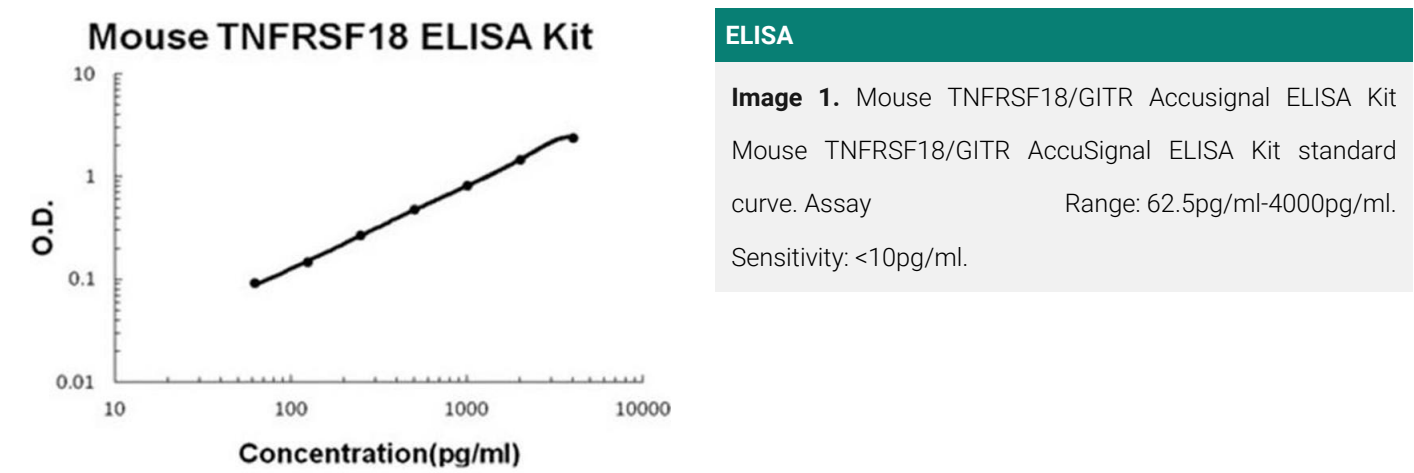 Mouse TNFRSF18 ELISA Kit
10
1
0.1
0.01
O.D.
10 100 1000 10000
Concentration(pg/ml)
ELISA
Image 1. Mouse TNFRSF18/GITR Accusignal ELISA Kit
Mouse TNFRSF18/GITR AccuSignal ELISA Kit standard
curve. Assay Range: 62.5pg/ml-4000pg/ml.
Sensitivity: <10pg/ml.